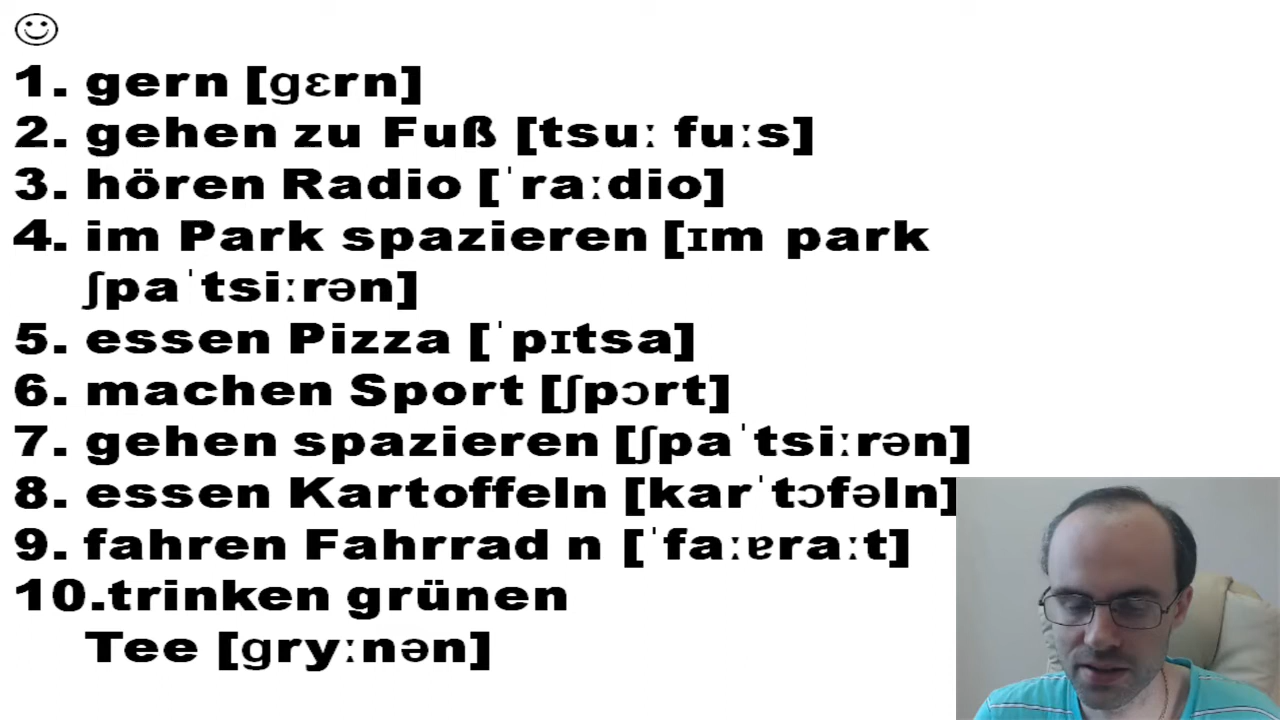 ☺
1. gern [gɛrn]
2. gehen zu Fuß [tsuː fuːs]
3. hören Radio [ˈraːdio]
4. im Park spazieren [ɪm park
ʃpaˈtsiːrən]
5. essen Pizza [ˈpɪtsa]
6. machen Sport [ʃpɔrt]
7. gehen spazieren [ʃpaˈtsiːrən]
8. essen Kartoffeln [karˈtɔfəln]
9. fahren Fahrrad n [ˈfaːɐraːt]
10.trinken grünen
Tee [gryːnən]